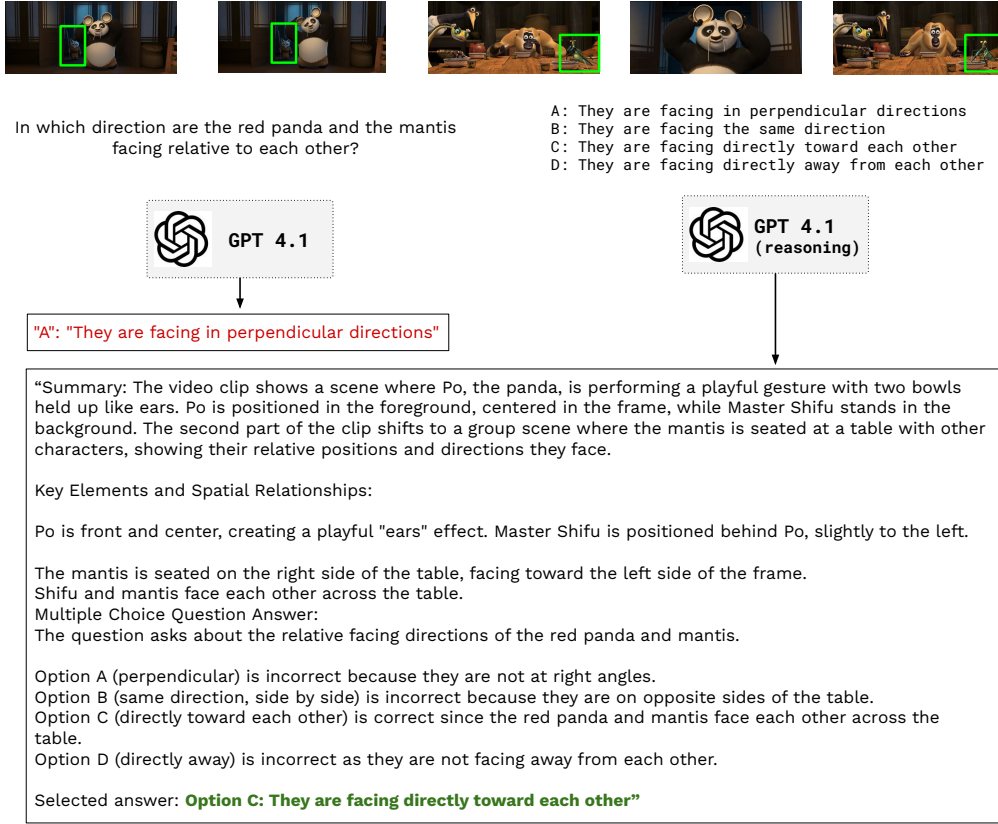 In which direction are the red panda and the mantis
facing relative to each other?
A: They are facing in perpendicular directions
B: They are facing the same direction
C: They are facing directly toward each other
D: They are facing directly away from each other
GPT 4.1
GPT 4.1
(reasoning)
"A": "They are facing in perpendicular directions"
“Summary: The video clip shows a scene where Po, the panda, is performing a playful gesture with two bowls
held up like ears. Po is positioned in the foreground, centered in the frame, while Master Shifu stands in the
background. The second part of the clip shifts to a group scene where the mantis is seated at a table with other
characters, showing their relative positions and directions they face.
Key Elements and Spatial Relationships:
Po is front and center, creating a playful "ears" effect. Master Shifu is positioned behind Po, slightly to the left.
The mantis is seated on the right side of the table, facing toward the left side of the frame.
Shifu and mantis face each other across the table.
Multiple Choice Question Answer:
The question asks about the relative facing directions of the red panda and mantis.
Option A (perpendicular) is incorrect because they are not at right angles.
Option B (same direction, side by side) is incorrect because they are on opposite sides of the table.
Option C (directly toward each other) is correct since the red panda and mantis face each other across the
table.
Option D (directly away) is incorrect as they are not facing away from each other.
Selected answer: Option C: They are facing directly toward each other”